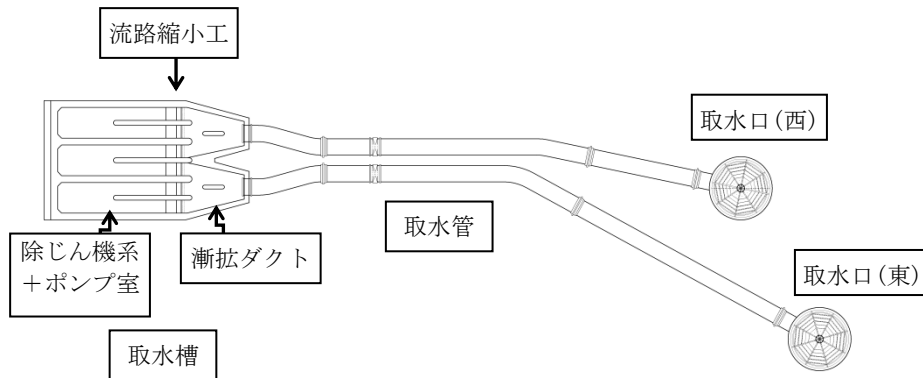 流路縮小工
取水口(西)
取水管
除じん機系
＋ポンプ室
漸拡ダクト
取水口(東)
取水槽